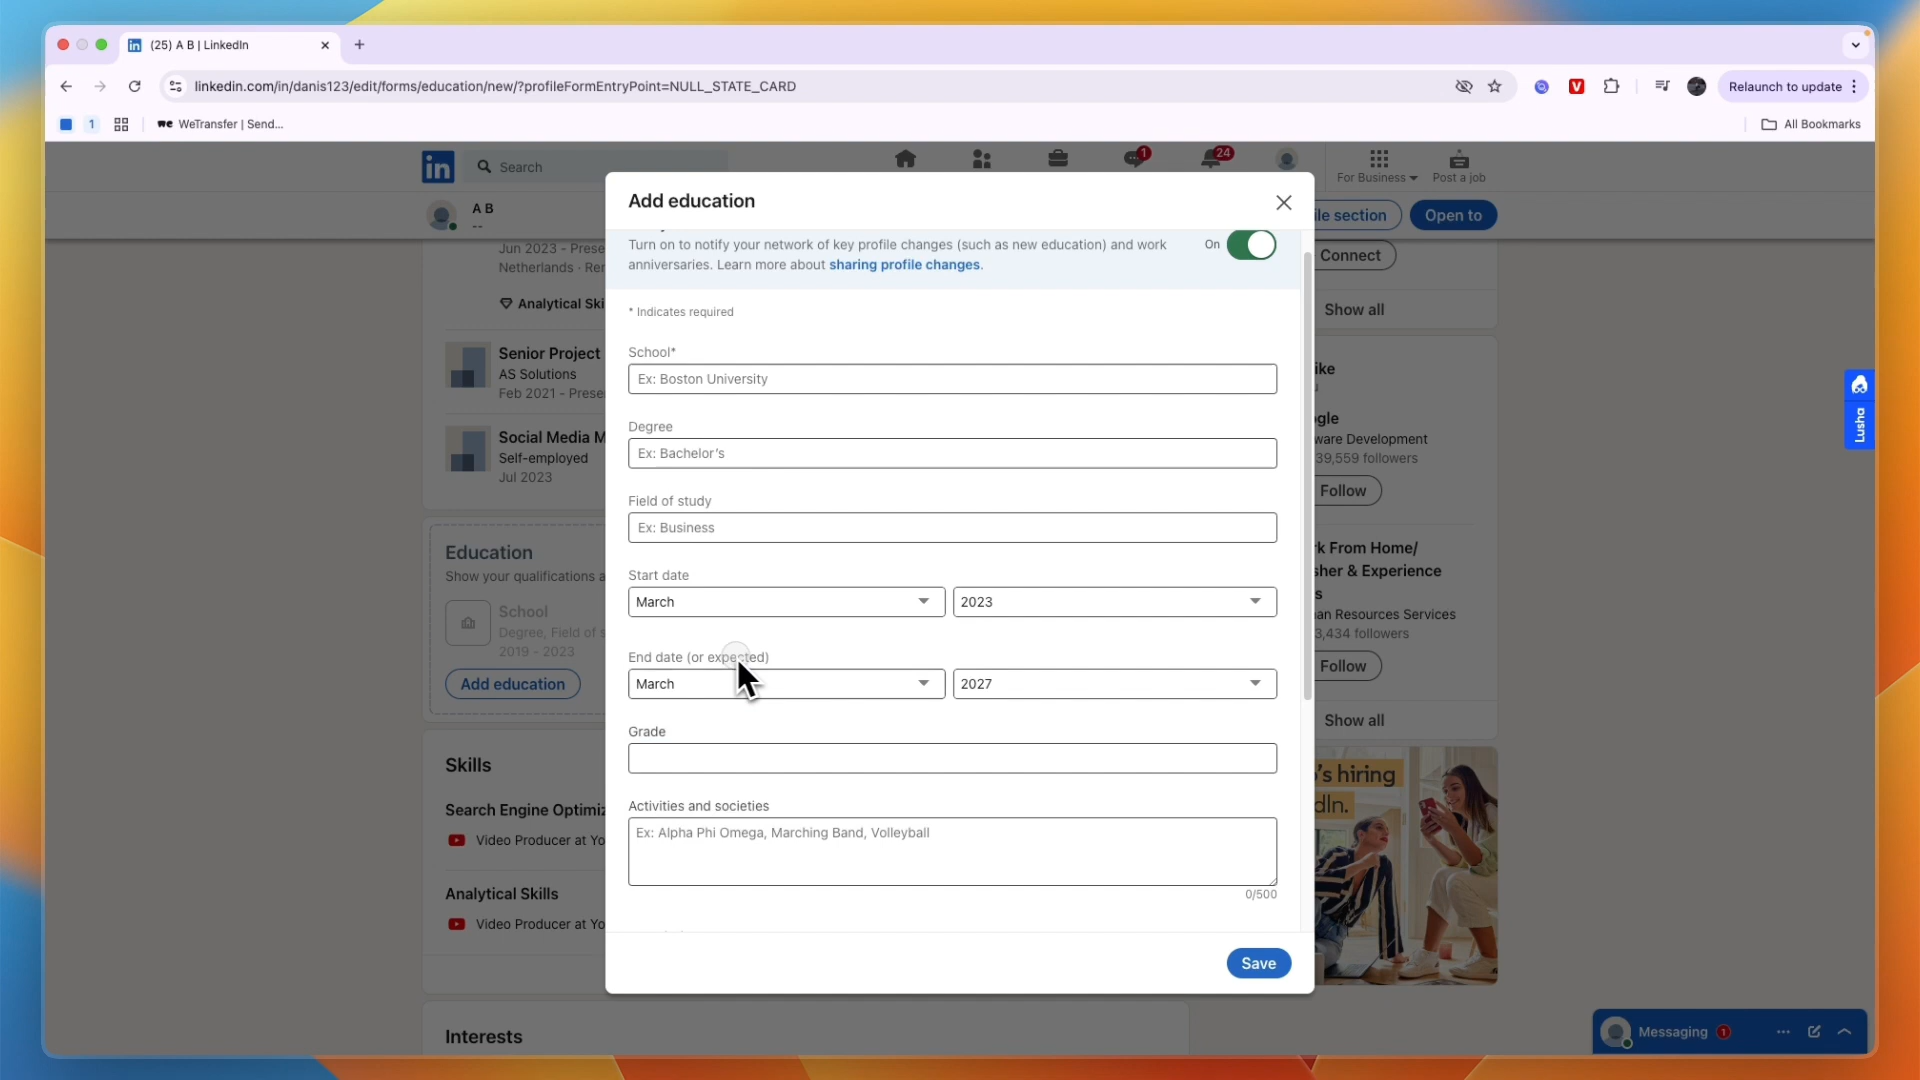 (25) A B | LinkedIn
linkedin.com/in/danis123/edit/forms/education/new/?profileFormEntryPoint=NULL_STATE_CARD
Relaunch to update
1
WeTransfer | Send...
All Bookmarks
in
Search
1
24
For Business
Post a job
A B
--
Open to
Jun 2023 - Prese
Netherlands · Rer
Analytical Ski
Senior Project
AS Solutions
Feb 2021 - Prese
Social Media M
Self-employed
Jul 2023
Education
Show your qualifications a
School
Degree, Field of s
2019 - 2023
Add education
Skills
Search Engine Optimiz
Video Producer at Yo
Analytical Skills
Video Producer at Yo
Interests
Add education
Turn on to notify your network of key profile changes (such as new education) and work
anniversaries. Learn more about sharing profile changes.
On
* Indicates required
School*
Ex: Boston University
Degree
Ex: Bachelor's
Field of study
Ex: Business
Start date
March
2023
End date (or expected)
March
2027
Grade
Activities and societies
Ex: Alpha Phi Omega, Marching Band, Volleyball
0/500
Save
ile section
Connect
Show all
ike
gle
ware Development
39,559 followers
Follow
k From Home/
sher & Experience
s
an Resources Services
3,434 followers
Follow
Show all
's hiring
dIn.
Lusha
Messaging 1